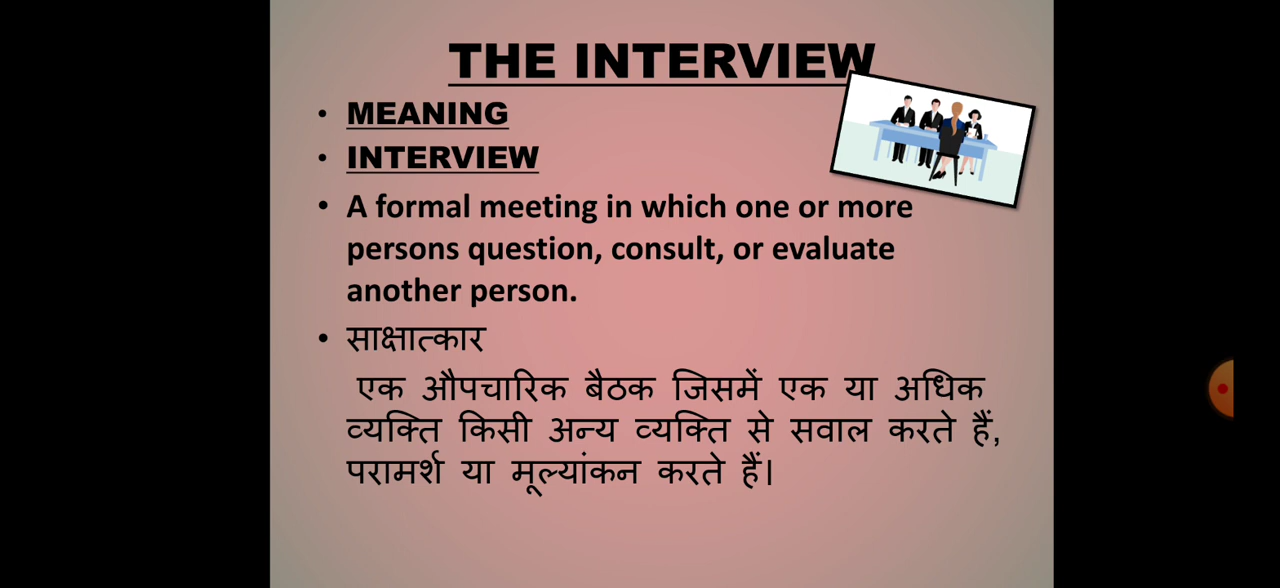 THE INTERVIEW
• MEANING
• INTERVIEW
• A formal meeting in which one or more
persons question, consult, or evaluate
another person.
• साक्षात्कार
एक औपचारिक बैठक जिसमें एक या अधिक
व्यक्ति किसी अन्य व्यक्ति से सवाल करते हैं,
परामर्श या मूल्यांकन करते हैं।